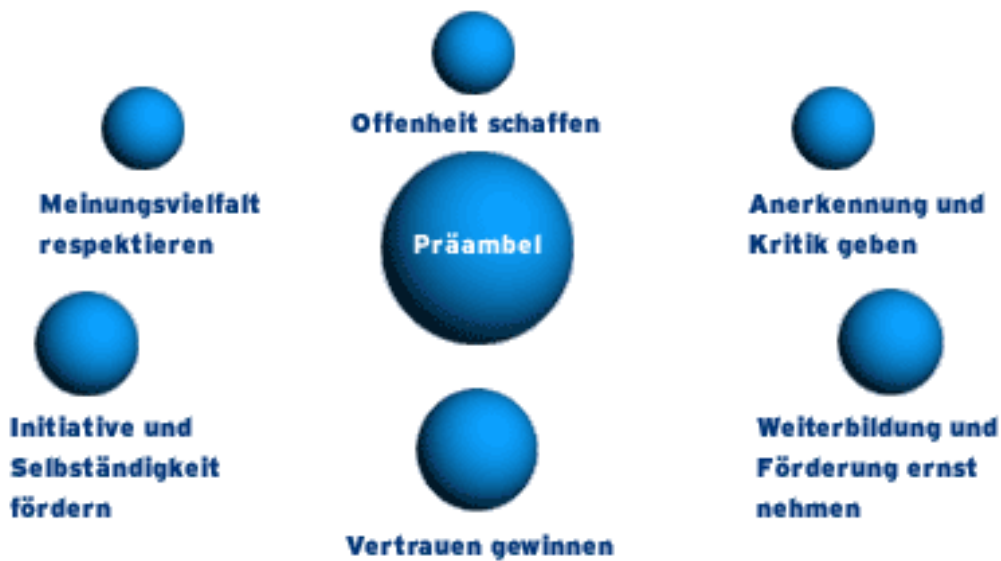 Offenheit schaffen
Meinungsvielfalt
respektieren
Präambel
Anerkennung und
Kritik geben
Initiative und
Selbständigkeit
fördern
Weiterbildung und
Förderung ernst
nehmen
Vertrauen gewinnen